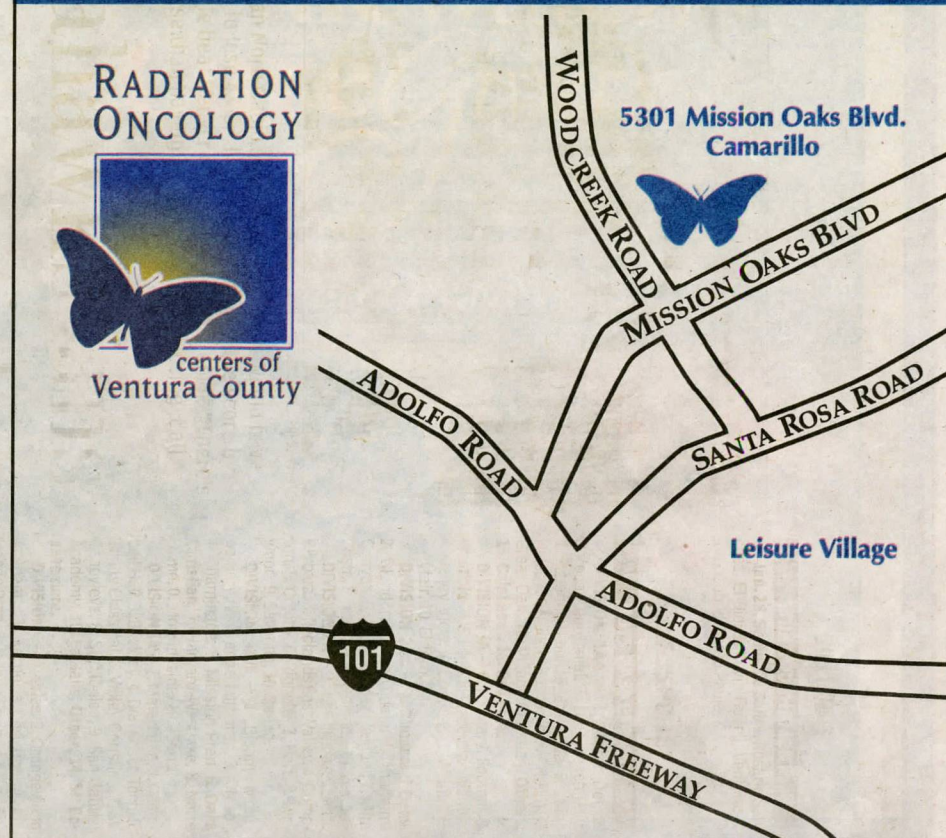 RADIATION
ONCOLOGY
centers of
Ventura County
WOODCREEK ROAD
5301 Mission Oaks Blvd.
Camarillo
MISSION OAKS BLVD
ADOLFO ROAD
SANTA ROSA ROAD
Leisure Village
ADOLFO ROAD
101
VENTURA FREEWAY